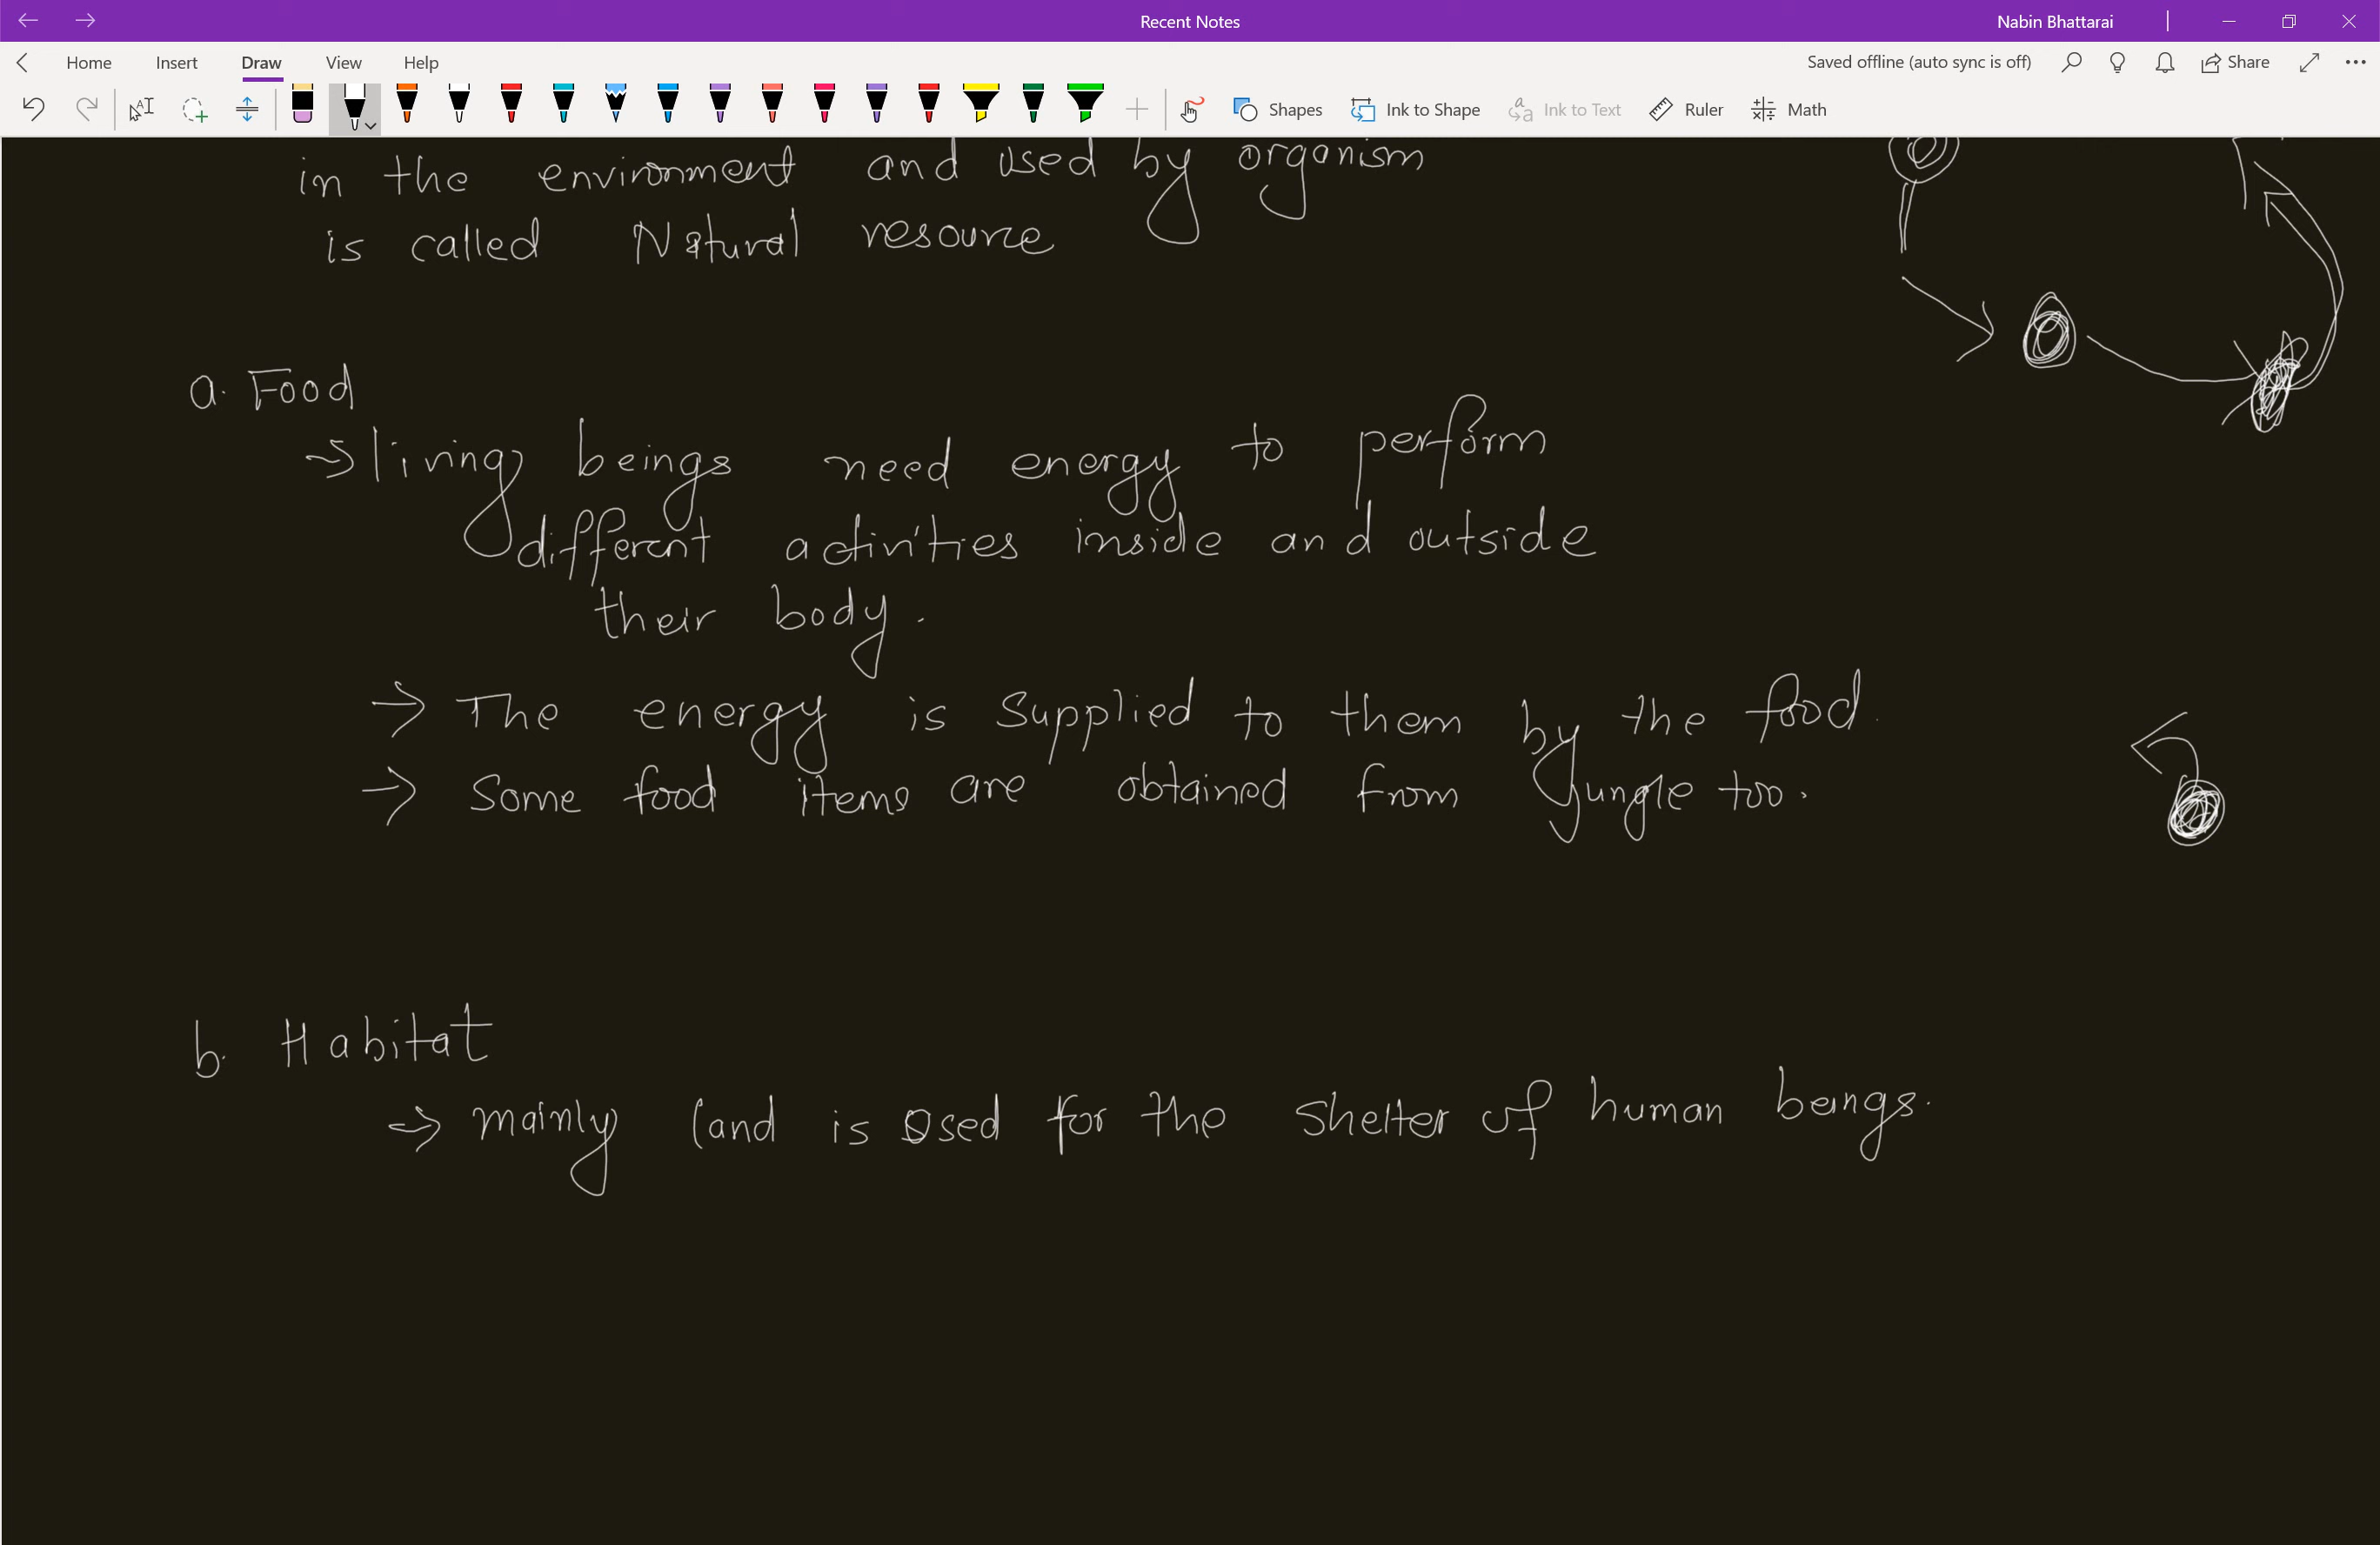 Recent Notes
Nabin Bhattarai
Home Insert Draw View Help
Saved offline (auto sync is off) Share
Shapes Ink to Shape Ink to Text Ruler Math
in the environment and used by organism
is called Natural resource
a. Food
→ living beings need energy to perform
different activities inside and outside
their body.
→ The energy is supplied to them by the food.
→ Some food items are obtained from Jungle too.
b. Habitat
→ mainly land is used for the shelter of human beings.